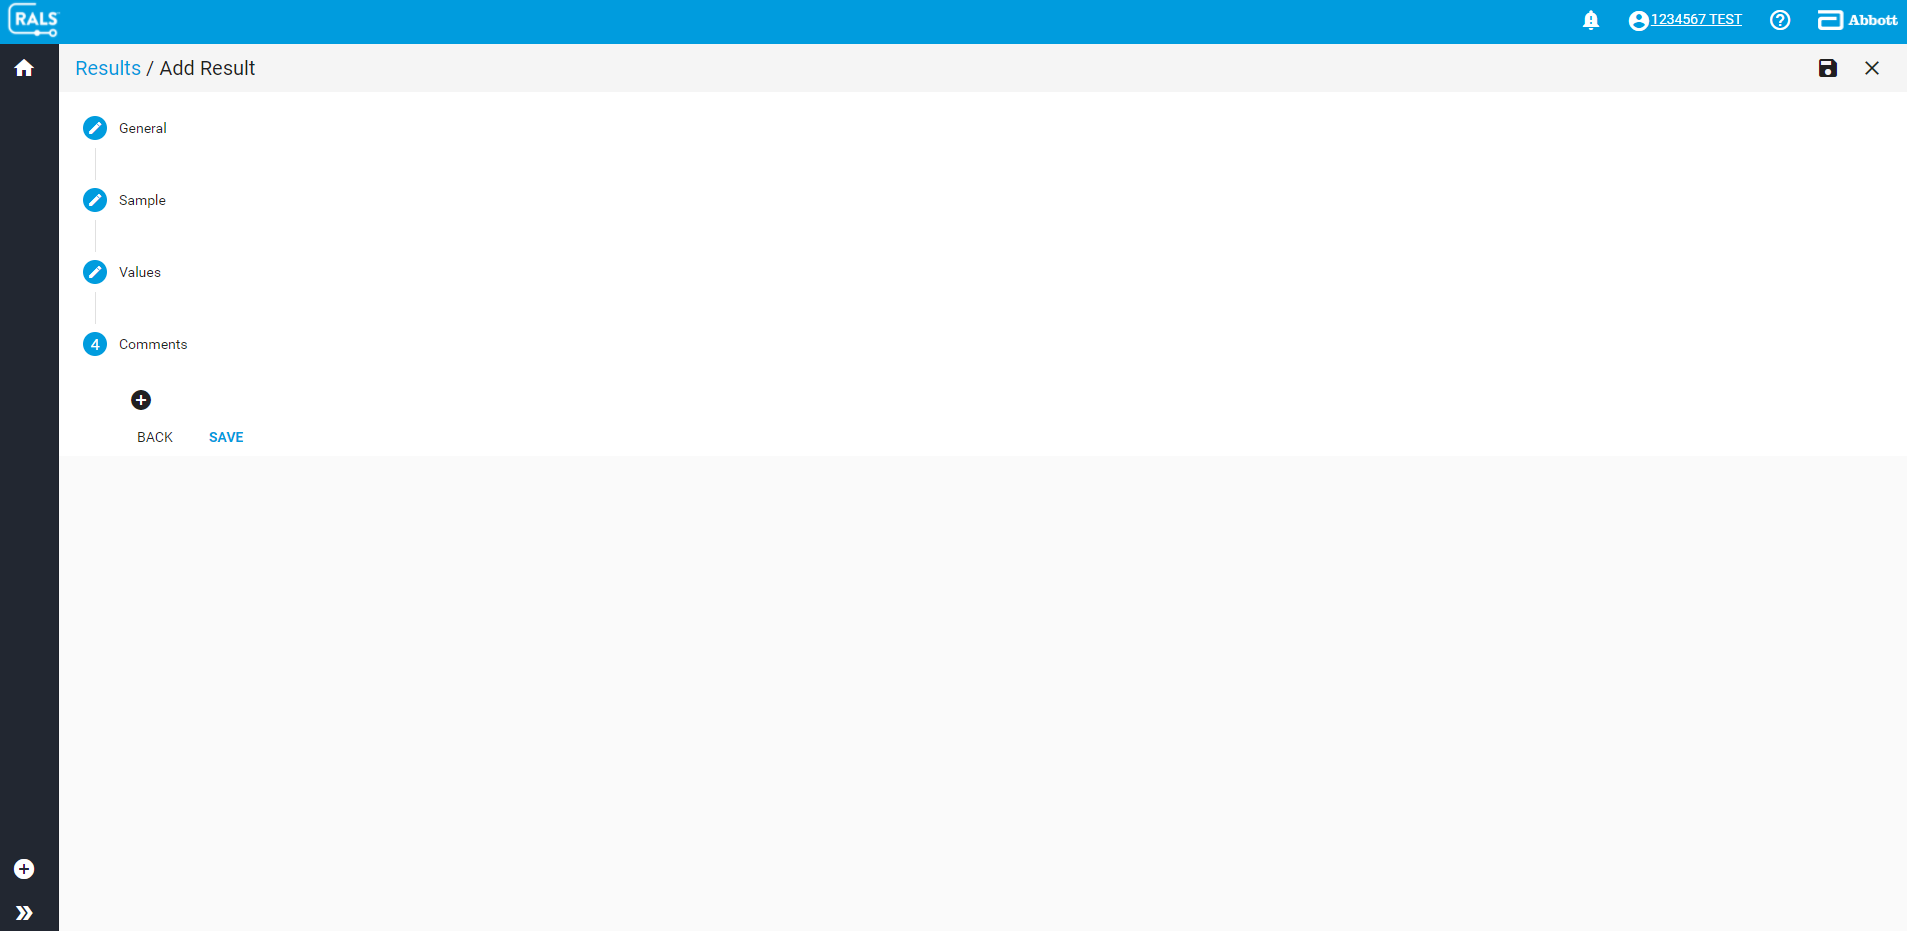 RALS
1234567 TEST
Abbott
Results / Add Result
General
Sample
Values
4 Comments
BACK SAVE